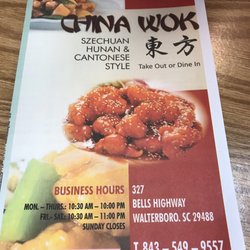 CHINA WOK
SZECHUAN
HUNAN &
CANTONESE
STYLE
東方
Take Out or Dine In
BUSINESS HOURS
MON. - THURS.: 10:30 AM - 10:00 PM
FRI.- SAT.: 10:30 AM - 11:00 PM
SUNDAY CLOSES
327
BELLS HIGHWAY
WALTERBORO. SC 29488
T 843 - 549 - 9557